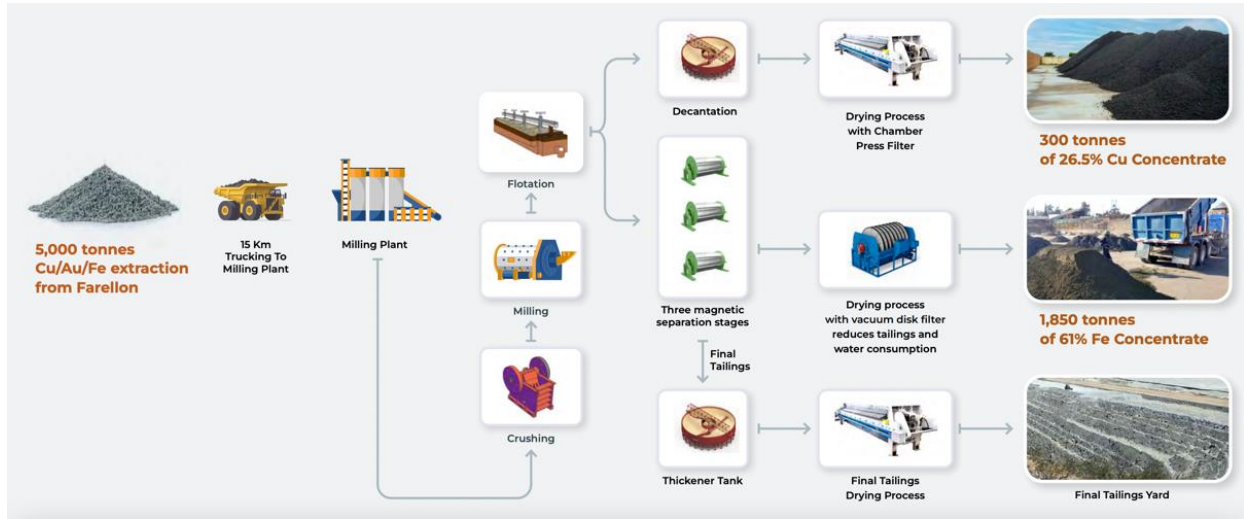 5,000 tonnes
Cu/Au/Fe extraction
from Farellon
15 Km
Trucking To
Milling Plant
Milling Plant
Crushing
Milling
Flotation
Decantation
Drying Process
with Chamber
Press Filter
300 tonnes
of 26.5% Cu Concentrate
Three magnetic
separation stages
Drying process
with vacuum disk filter
reduces tailings and
water consumption
1,850 tonnes
of 61% Fe Concentrate
Final
Tailings
Thickener Tank
Final Tailings
Drying Process
Final Tailings Yard